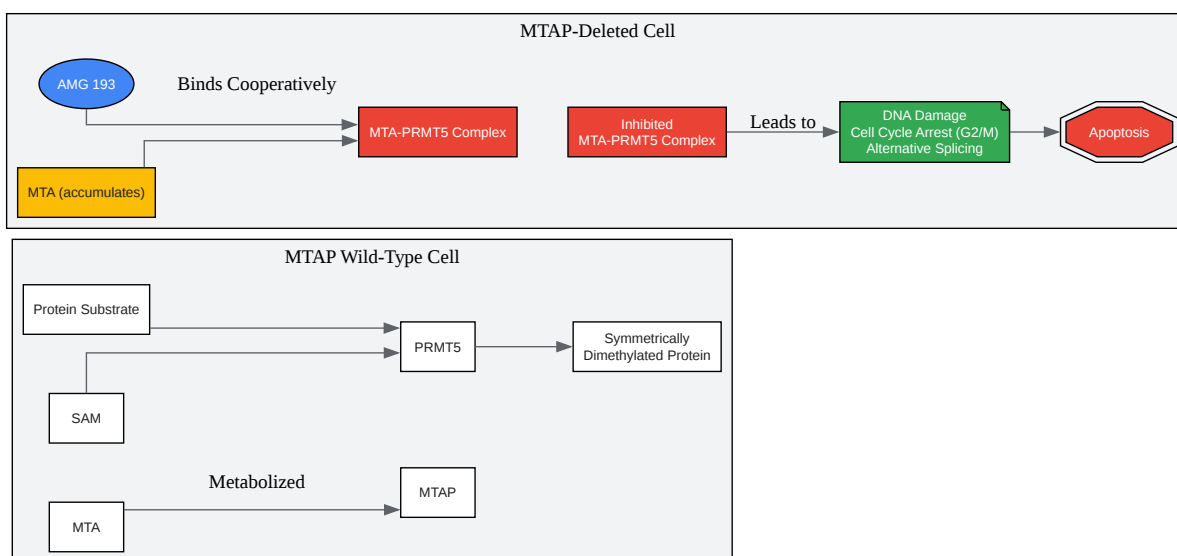 MTAP-Deleted Cell
AMG 193
Binds Cooperatively
MTA-PRMT5 Complex
MTA (accumulates)
Inhibited
MTA-PRMT5 Complex
Leads to
DNA Damage
Cell Cycle Arrest (G2/M)
Alternative Splicing
Apoptosis
MTAP Wild-Type Cell
Protein Substrate
SAM
PRMT5
Symmetrically
Dimethylated Protein
MTA
Metabolized
MTAP